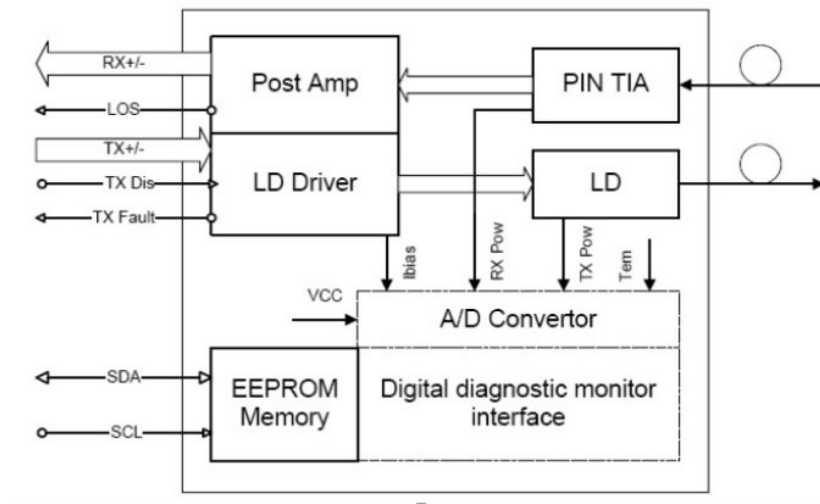 RX+/-
Post Amp
PIN TIA
LOS
TX+/-
LD Driver
LD
TX Dis
TX Fault
Ibias
RX Pow
TX Pow
Tem
VCC
A/D Convertor
SDA
EEPROM
Memory
Digital diagnostic monitor
interface
SCL